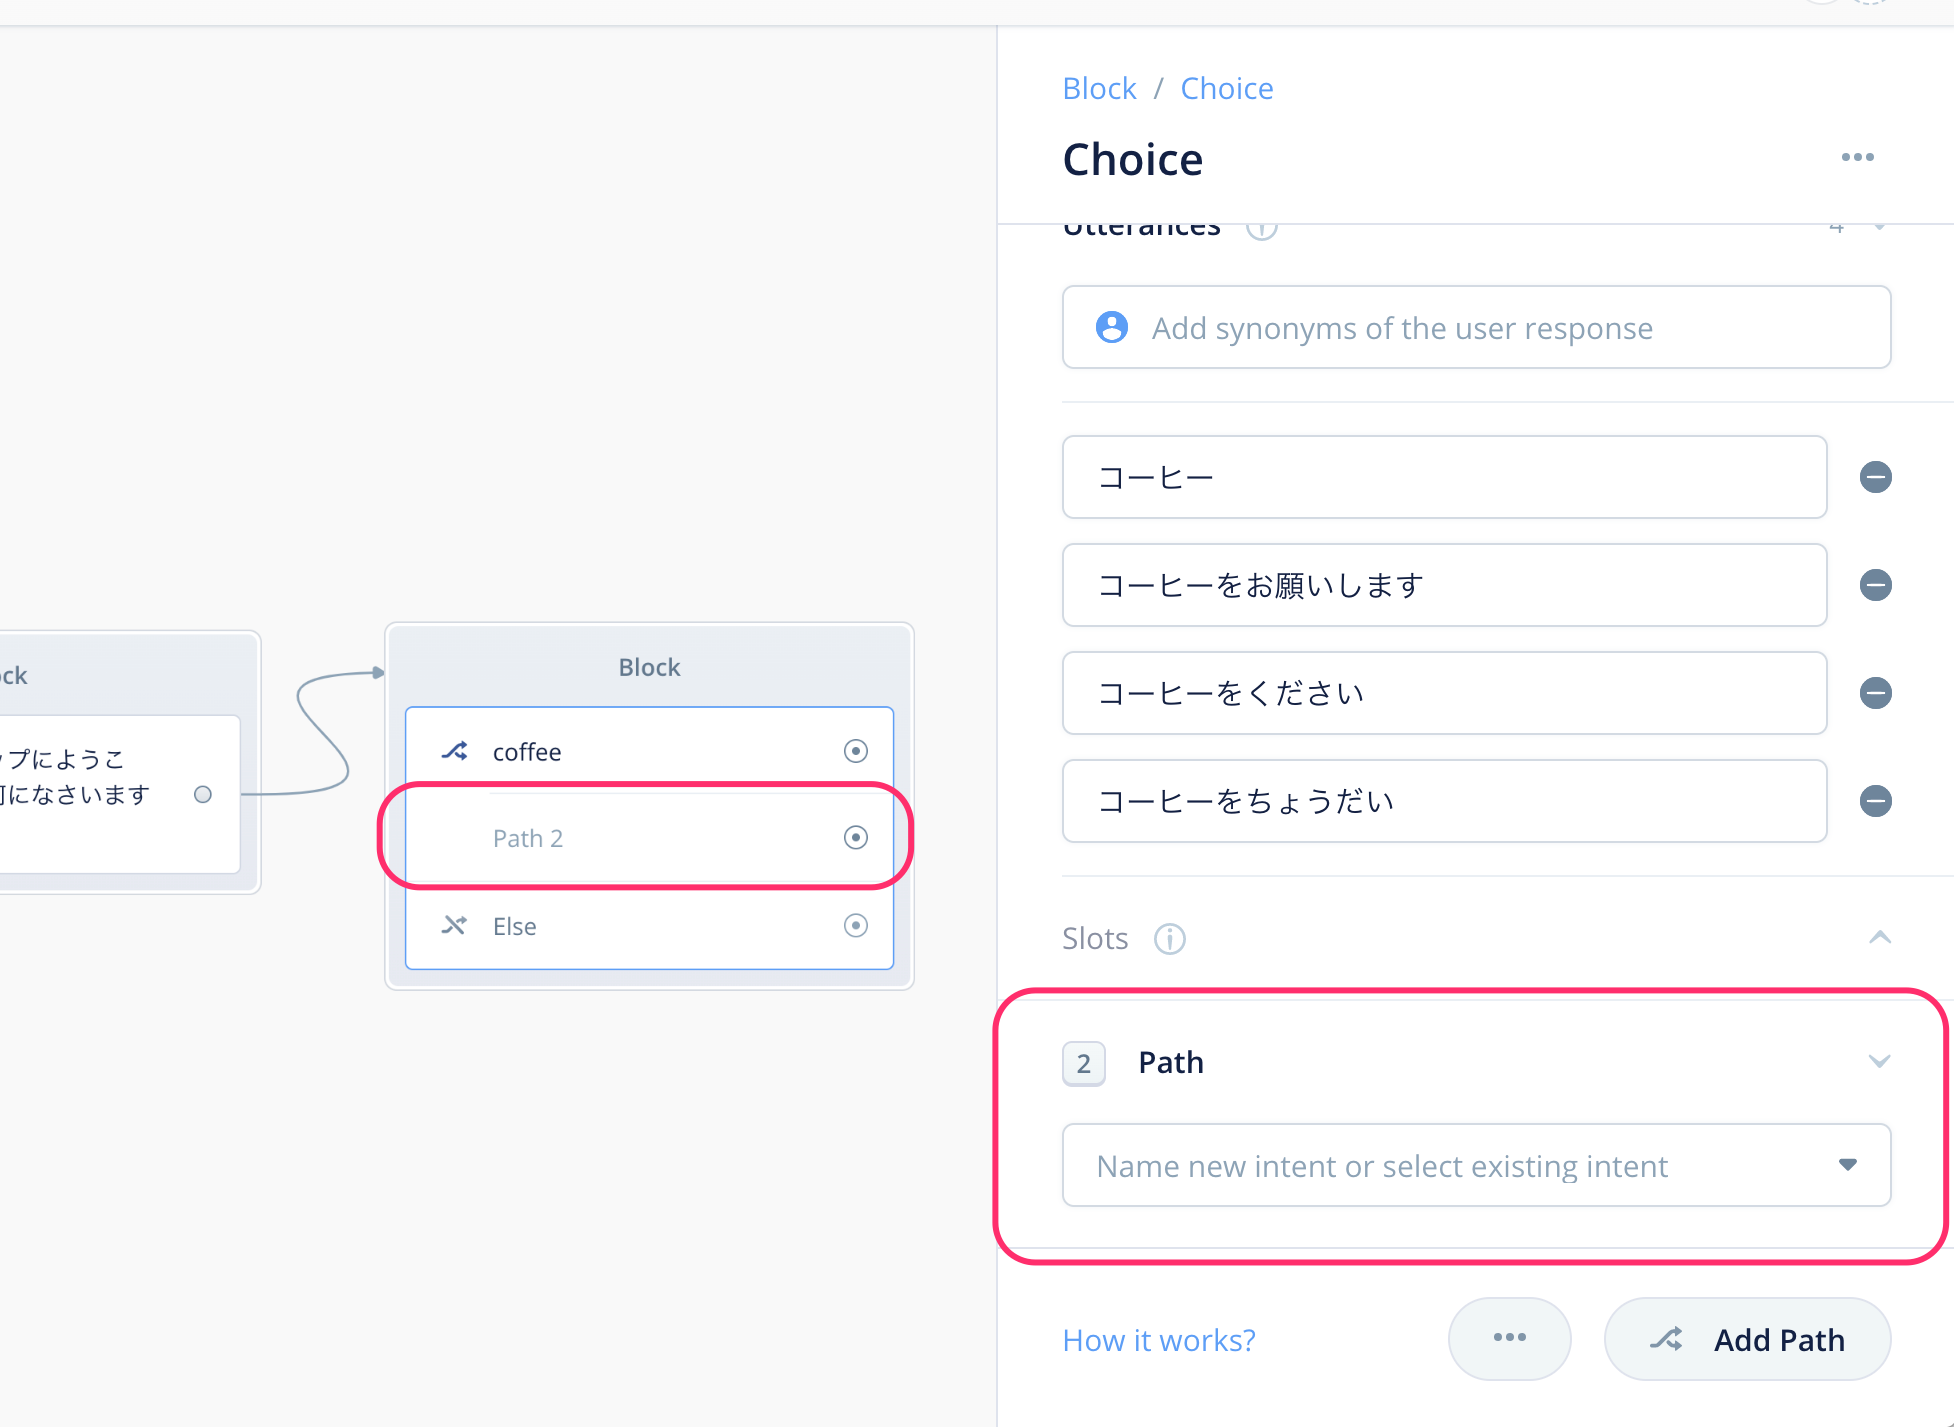 Block / Choice
Choice
Utterances
4
Add synonyms of the user response
コーヒー
コーヒーをお願いします
コーヒーをください
コーヒーをちょうだい
Slots
2 Path
Name new intent or select existing intent
How it works?
Add Path
ock
プにようこ
になさいます
Block
coffee
Path 2
Else